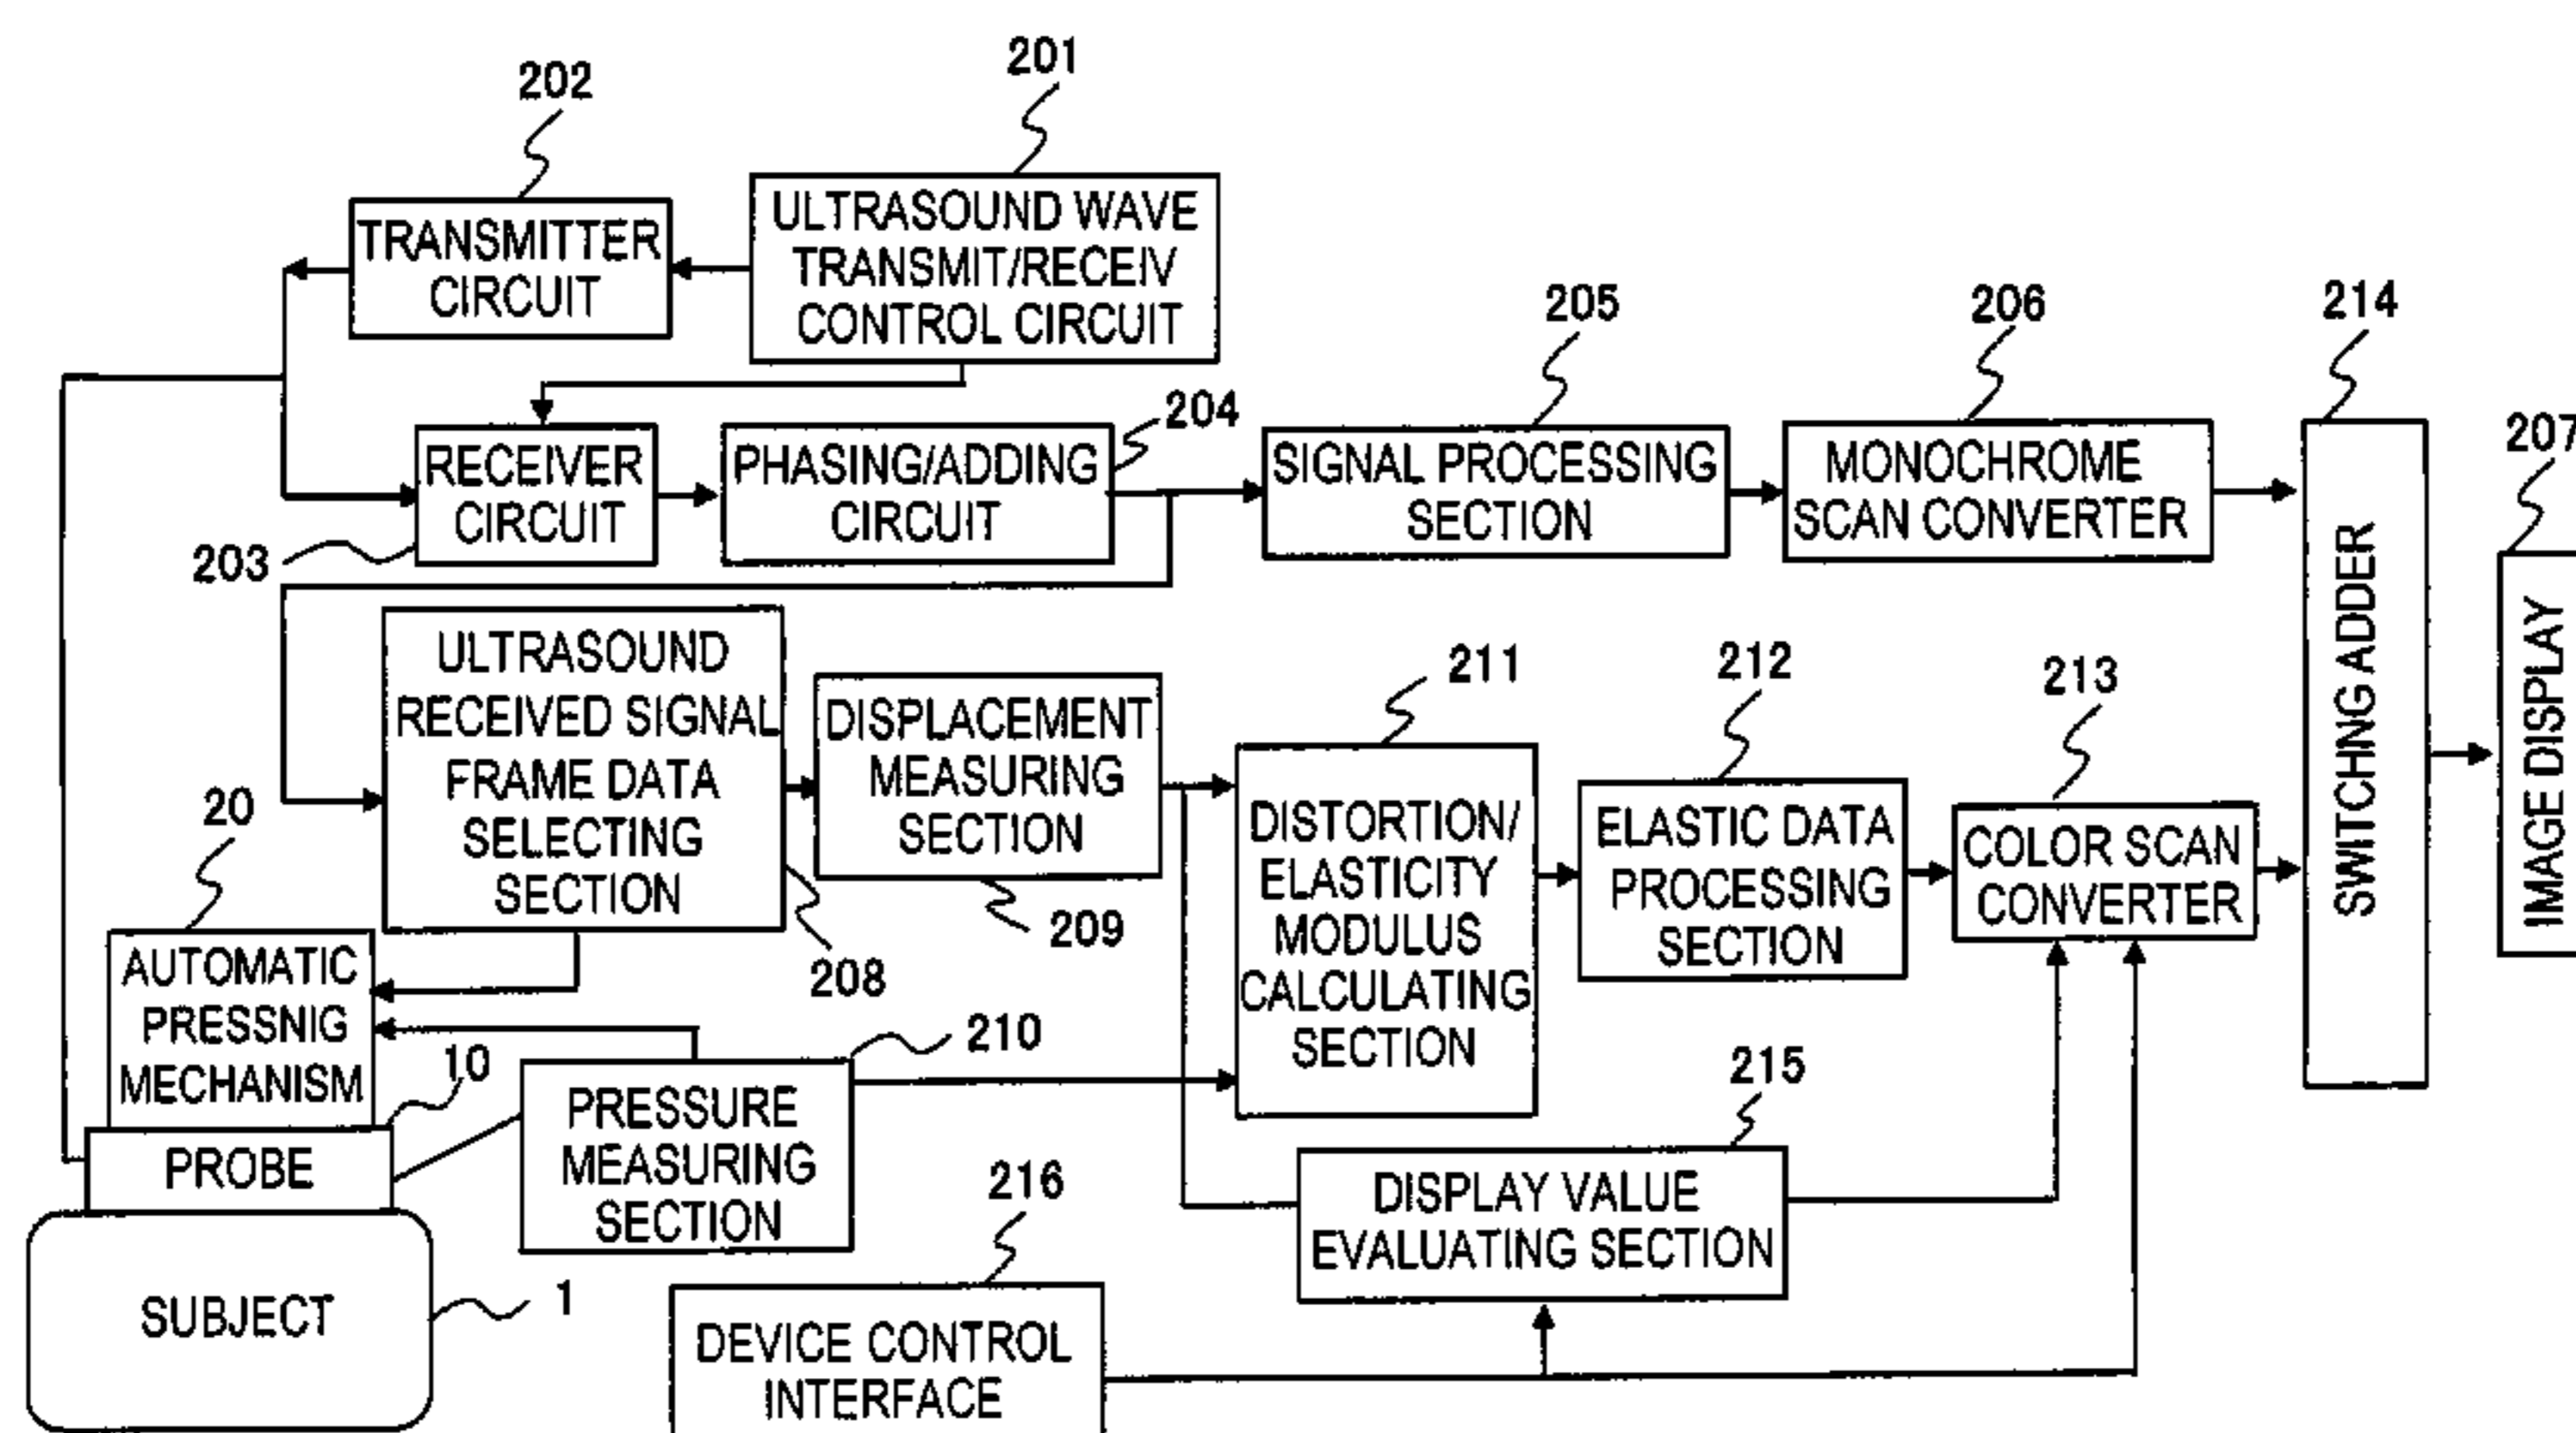 201
202
ULTRASOUND WAVE
TRANSMIT/RECEIV
CONTROL CIRCUIT
TRANSMITTER
CIRCUIT
205
206
214
204
207
RECEIVER
CIRCUIT
PHASING/ADDING
CIRCUIT
SIGNAL PROCESSING
SECTION
MONOCHROME
SCAN CONVERTER
203
SWITCHNG ADDER
IMAGE DISPLAY
ULTRASOUND
RECEIVED SIGNAL
FRAME DATA
SELECTING
SECTION
DISPLACEMENT
MEASURING
SECTION
211
212
213
20
DISTORTION/
ELASTICITY
MODULUS
CALCULATING
SECTION
ELASTIC DATA
PROCESSING
SECTION
COLOR SCAN
CONVERTER
209
208
AUTOMATIC
PRESSNIG
MECHANISM
210
10
215
PROBE
PRESSURE
MEASURING
SECTION
216
DISPLAY VALUE
EVALUATING SECTION
SUBJECT
1
DEVICE CONTROL
INTERFACE